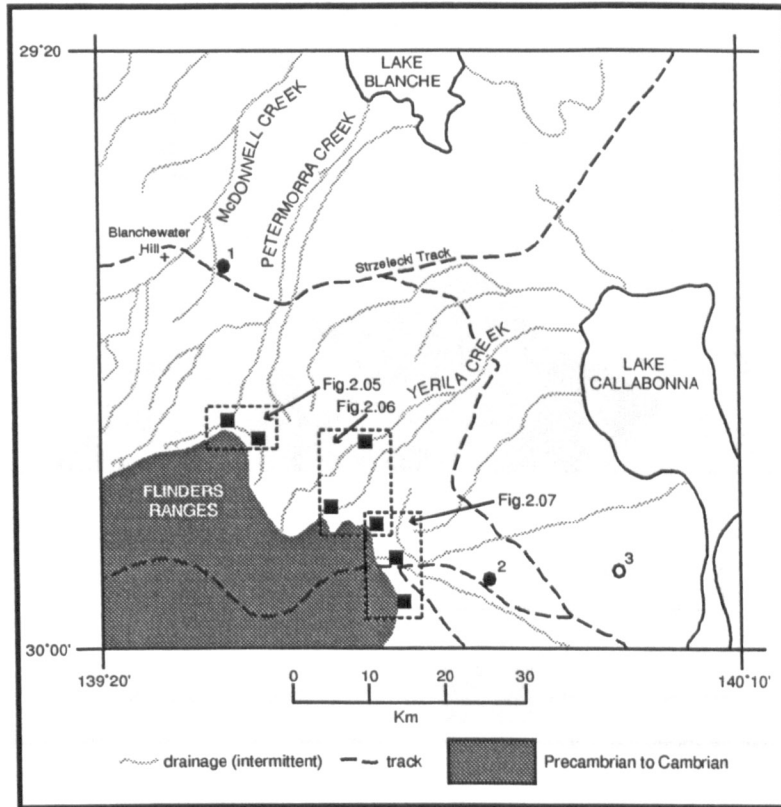 29°20
LAKE
BLANCHE
McDONNELL CREEK
PETERMORRA CREEK
Blanchewater
Hill
1
Strzelecki Track
YERILA CREEK
LAKE
CALLABONNA
Fig.2.05
Fig.2.06
FLINDERS
RANGES
Fig.2.07
2
3
30°00'
139°20'
140°10'
0 10 20 30
Km
drainage (intermittent) track Precambrian to Cambrian